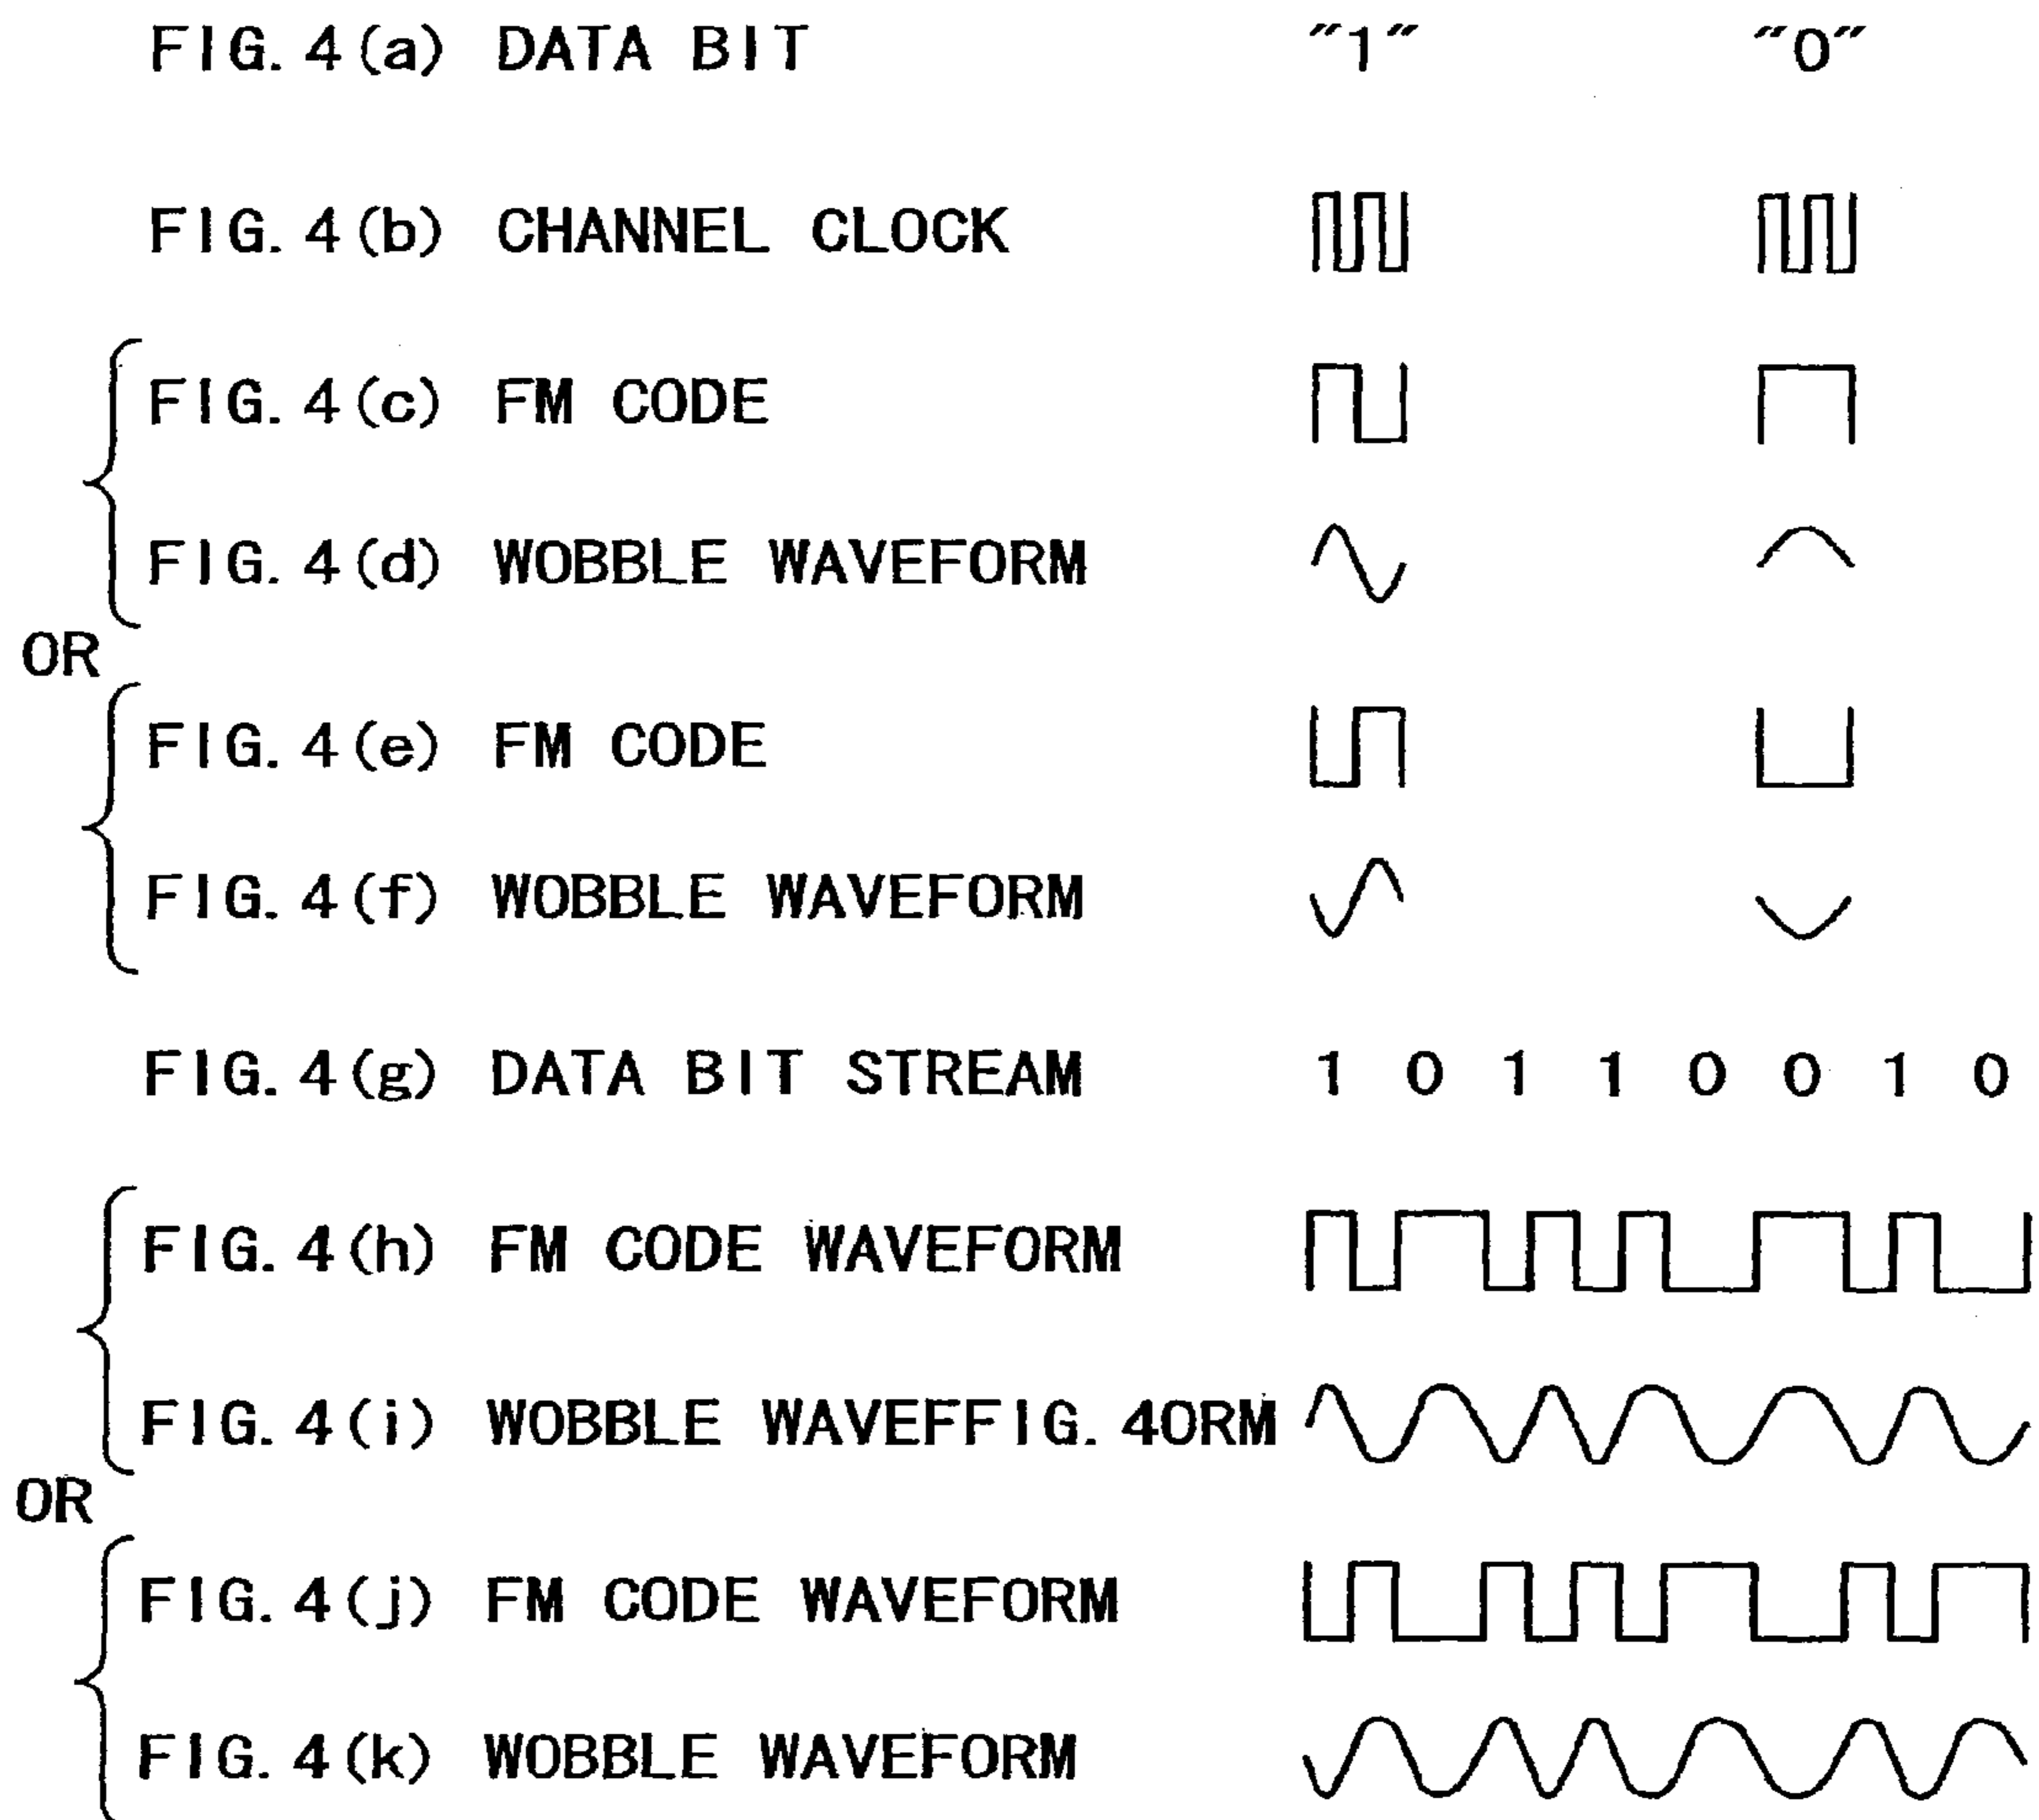 FIG. 4(a) DATA BIT "1" "0"
FIG. 4(b) CHANNEL CLOCK
FIG. 4(c) FM CODE
FIG. 4(d) WOBBLE WAVEFORM
OR
FIG. 4(e) FM CODE
FIG. 4(f) WOBBLE WAVEFORM
FIG. 4(g) DATA BIT STREAM 1 0 1 1 0 0 1 0
FIG. 4(h) FM CODE WAVEFORM
FIG. 4(i) WOBBLE WAVEFFIG. 4ORM
OR
FIG. 4(j) FM CODE WAVEFORM
FIG. 4(k) WOBBLE WAVEFORM